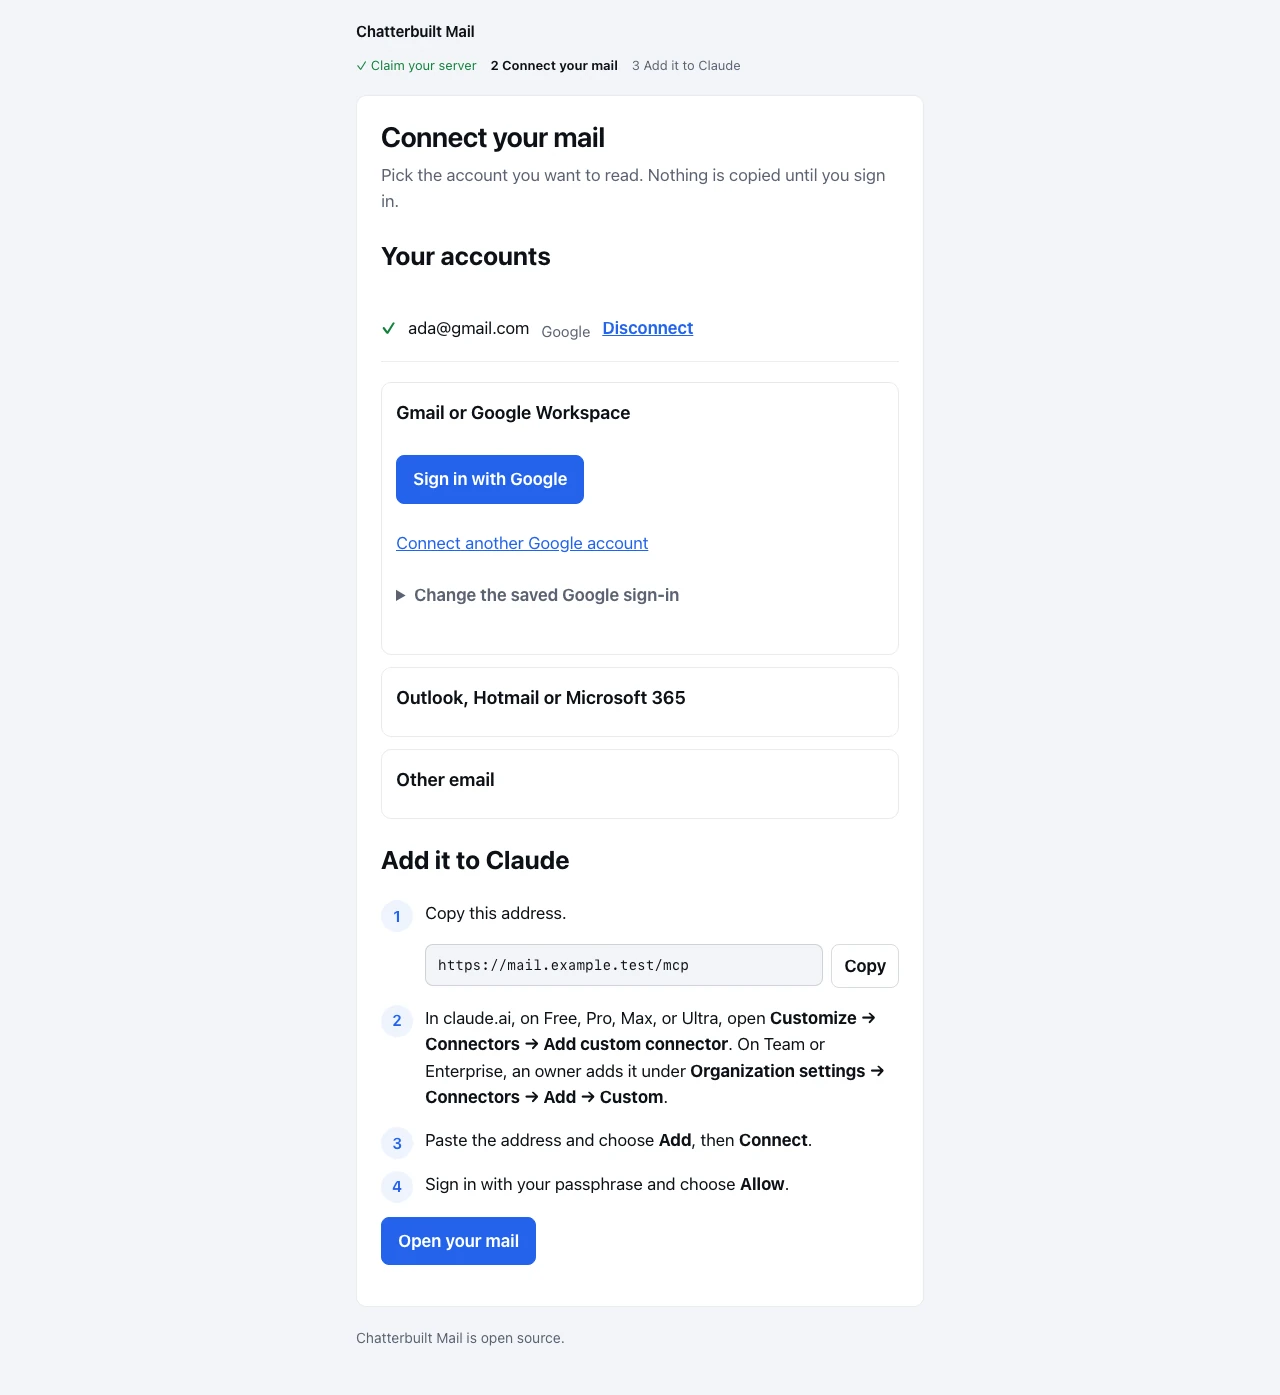 Chatterbuilt Mail
✓ Claim your server 2 Connect your mail 3 Add it to Claude
Connect your mail
Pick the account you want to read. Nothing is copied until you sign
in.
Your accounts
✓ ada@gmail.com Google Disconnect
Gmail or Google Workspace
Sign in with Google
Connect another Google account
▶ Change the saved Google sign-in
Outlook, Hotmail or Microsoft 365
Other email
Add it to Claude
1 Copy this address.
https://mail.example.test/mcp Copy
2 In claude.ai, on Free, Pro, Max, or Ultra, open Customize →
Connectors → Add custom connector. On Team or
Enterprise, an owner adds it under Organization settings →
Connectors → Add → Custom.
3 Paste the address and choose Add, then Connect.
4 Sign in with your passphrase and choose Allow.
Open your mail
Chatterbuilt Mail is open source.